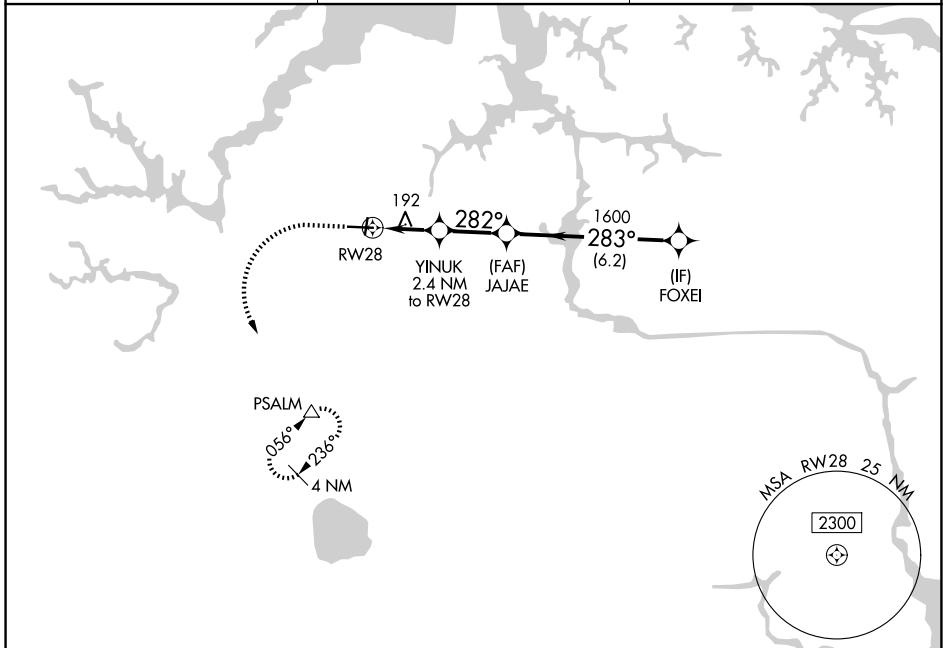 192
RW28
YINUK
2.4 NM
to RW28
282°
(FAF)
JAJAE
1600
283°
(6.2)
(IF)
FOXEI
PSALM
056°
236°
4 NM
MSA RW28 25 NM
2300